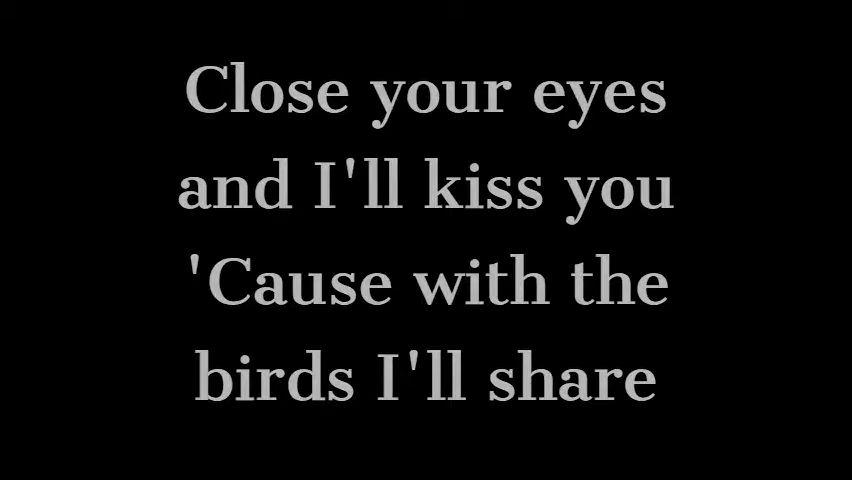 Close your eyes
and I'll kiss you
'Cause with the
birds I'll share